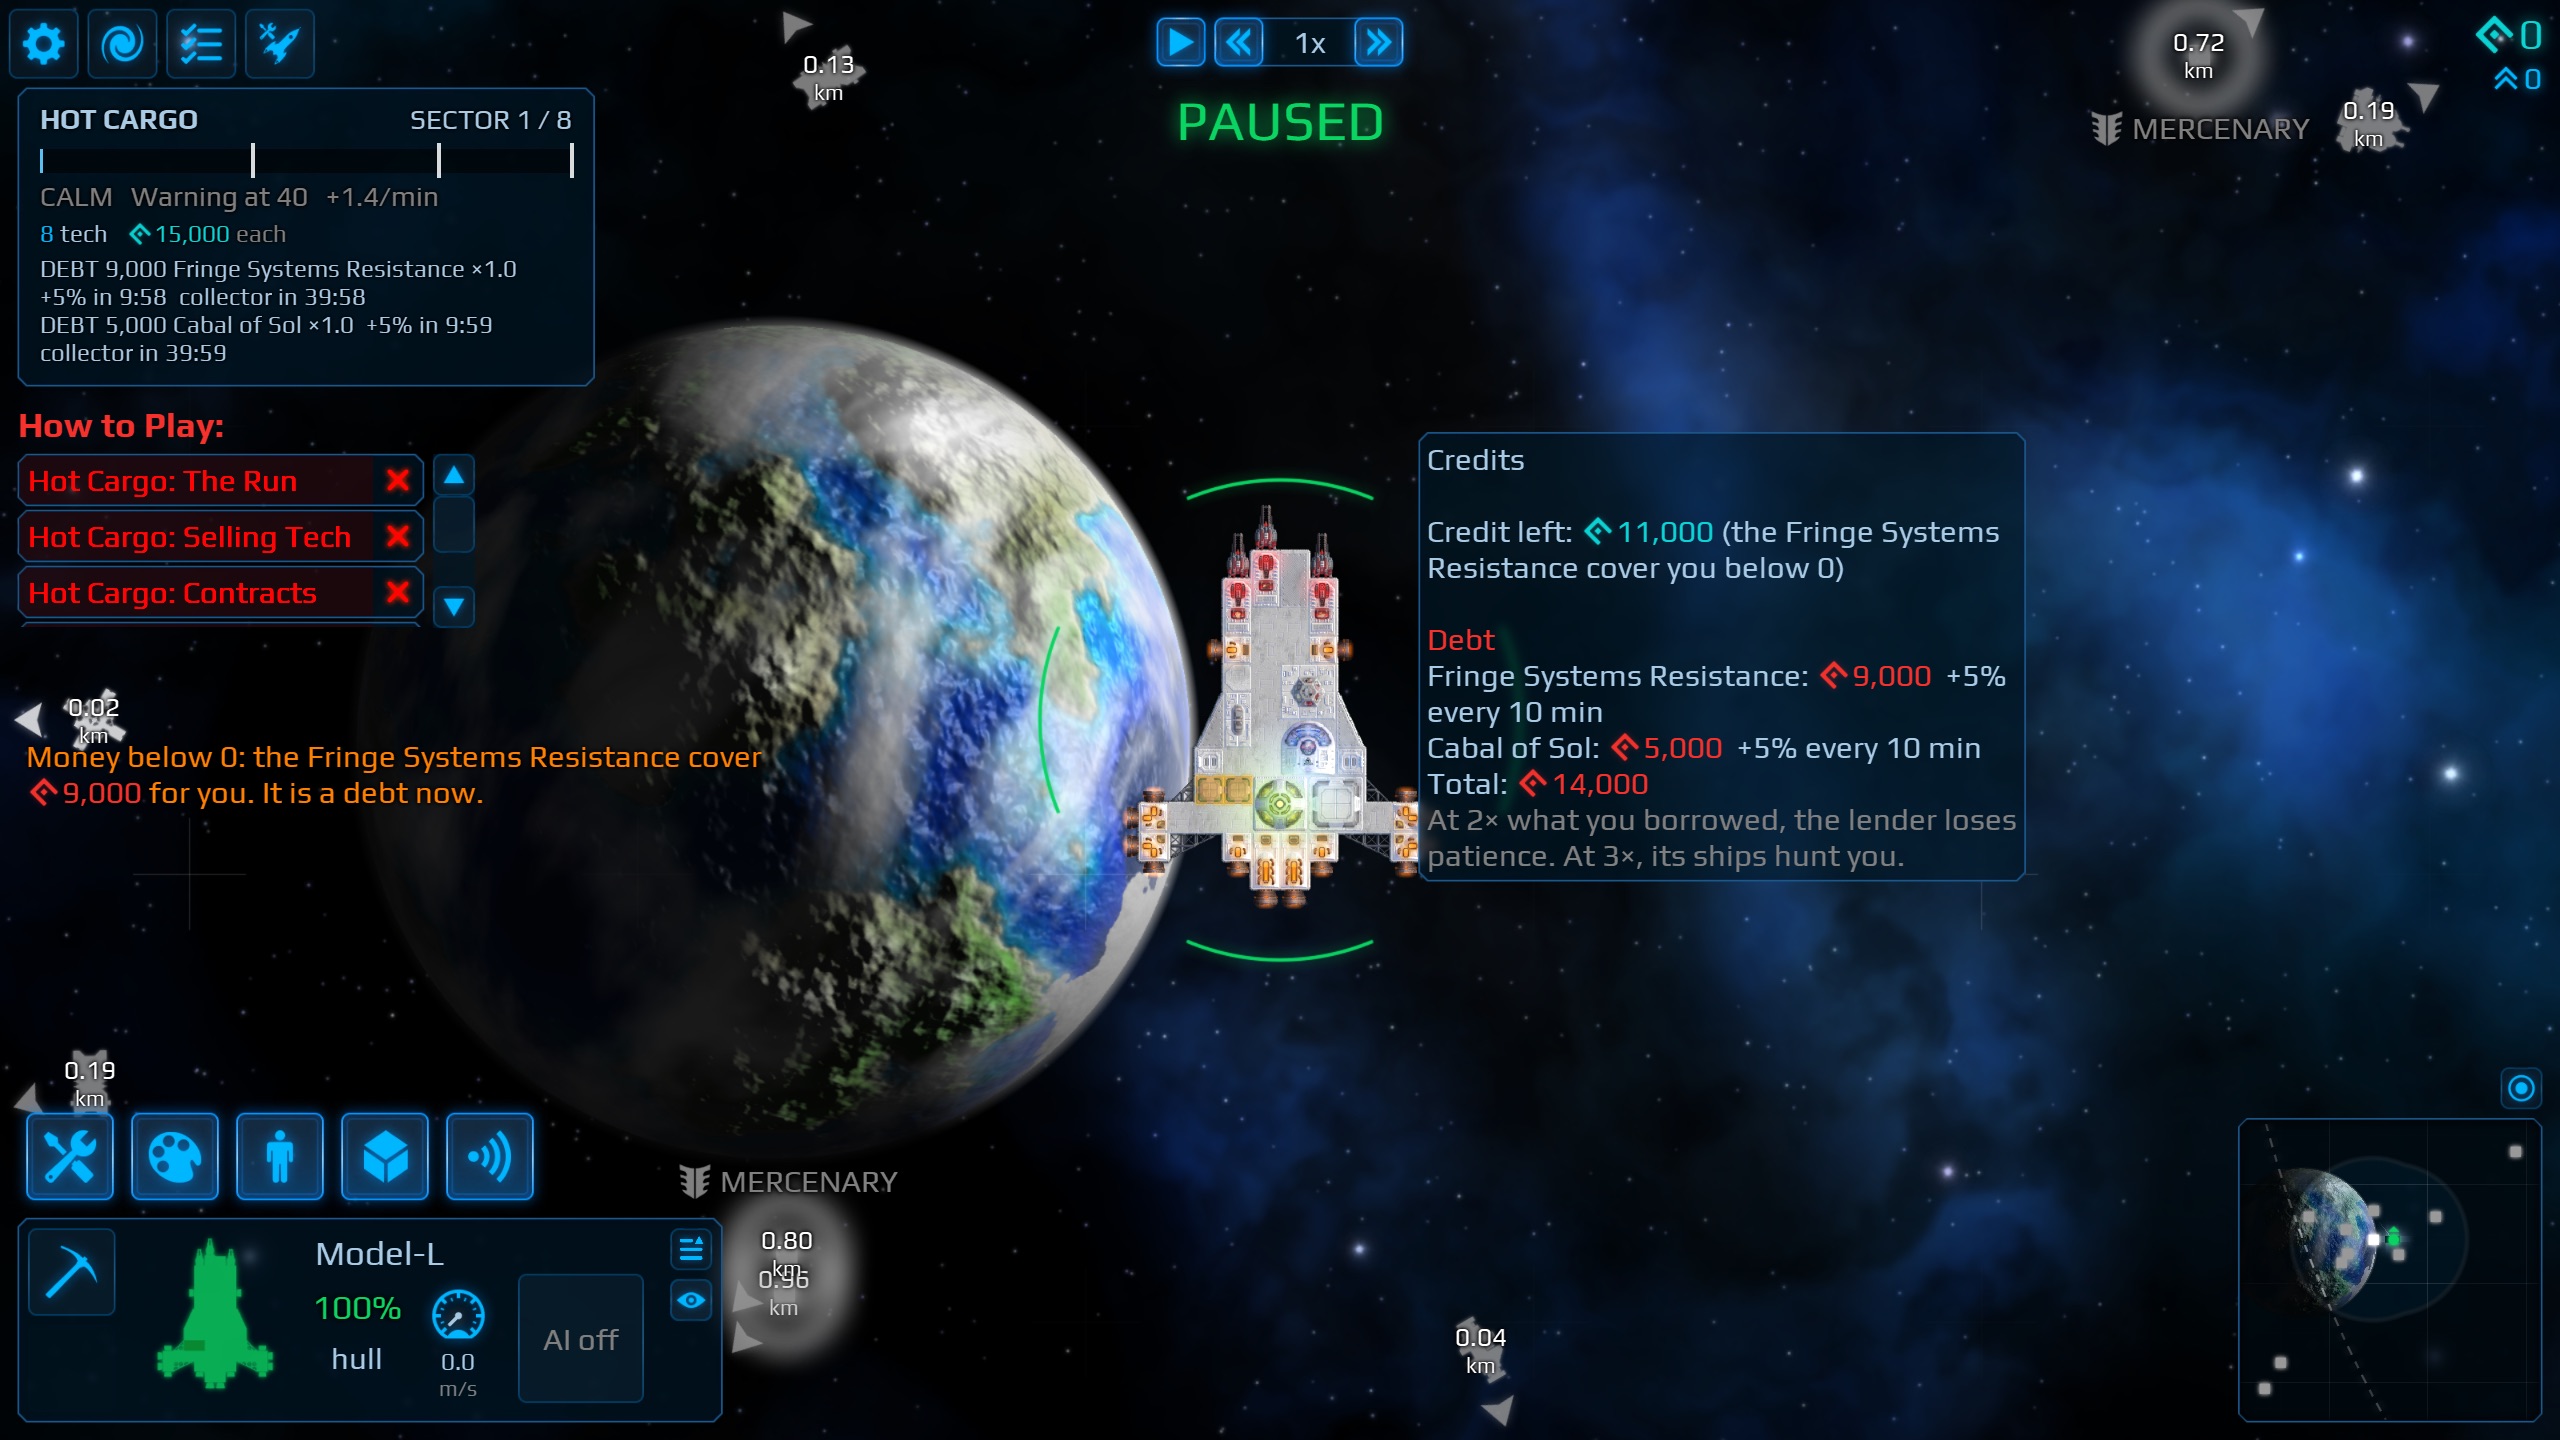 0.13
km
1x
PAUSED
0.72
km
MERCENARY
0.19
km
0
0
HOT CARGO SECTOR 1 / 8
CALM Warning at 40 +1.4/min
8 tech 15,000 each
DEBT 9,000 Fringe Systems Resistance ×1.0
+5% in 9:58 collector in 39:58
DEBT 5,000 Cabal of Sol ×1.0 +5% in 9:59
collector in 39:59
How to Play:
Hot Cargo: The Run
Hot Cargo: Selling Tech
Hot Cargo: Contracts
Credits
Credit left: 11,000 (the Fringe Systems
Resistance cover you below 0)
Debt
Fringe Systems Resistance: 9,000 +5%
every 10 min
Cabal of Sol: 5,000 +5% every 10 min
Total: 14,000
At 2× what you borrowed, the lender loses
patience. At 3×, its ships hunt you.
0.02
km
Money below 0: the Fringe Systems Resistance cover
9,000 for you. It is a debt now.
0.19
km
MERCENARY
0.80
km
km
Model-L
100%
hull
0.0
m/s
AI off
0.04
km